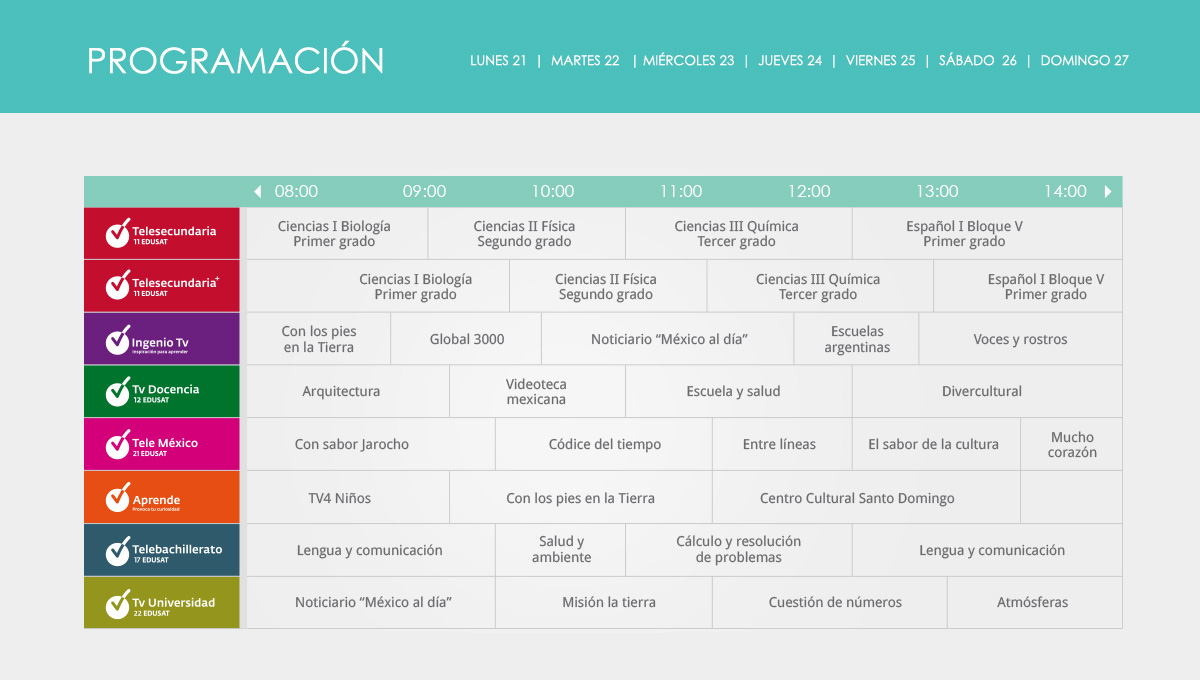 PROGRAMACIÓN
LUNES 21 | MARTES 22 | MIÉRCOLES 23 | JUEVES 24 | VIERNES 25 | SÁBADO 26 | DOMINGO 27
08:00 09:00 10:00 11:00 12:00 13:00 14:00
Telesecundaria
11 EDUSAT
Ciencias I Biología
Primer grado
Ciencias II Física
Segundo grado
Ciencias III Química
Tercer grado
Español I Bloque V
Primer grado
Telesecundaria+
11 EDUSAT
Ciencias I Biología
Primer grado
Ciencias II Física
Segundo grado
Ciencias III Química
Tercer grado
Español I Bloque V
Primer grado
Ingenio Tv
Inspiración para aprender
Con los pies
en la Tierra
Global 3000
Noticiario “México al día”
Escuelas
argentinas
Voces y rostros
Tv Docencia
12 EDUSAT
Arquitectura
Videoteca
mexicana
Escuela y salud
Divercultural
Tele México
21 EDUSAT
Con sabor Jarocho
Códice del tiempo
Entre líneas
El sabor de la cultura
Mucho
corazón
Aprende
Provoca tu curiosidad
TV4 Niños
Con los pies en la Tierra
Centro Cultural Santo Domingo
Telebachillerato
17 EDUSAT
Lengua y comunicación
Salud y
ambiente
Cálculo y resolución
de problemas
Lengua y comunicación
Tv Universidad
22 EDUSAT
Noticiario “México al día”
Misión la tierra
Cuestión de números
Atmósferas